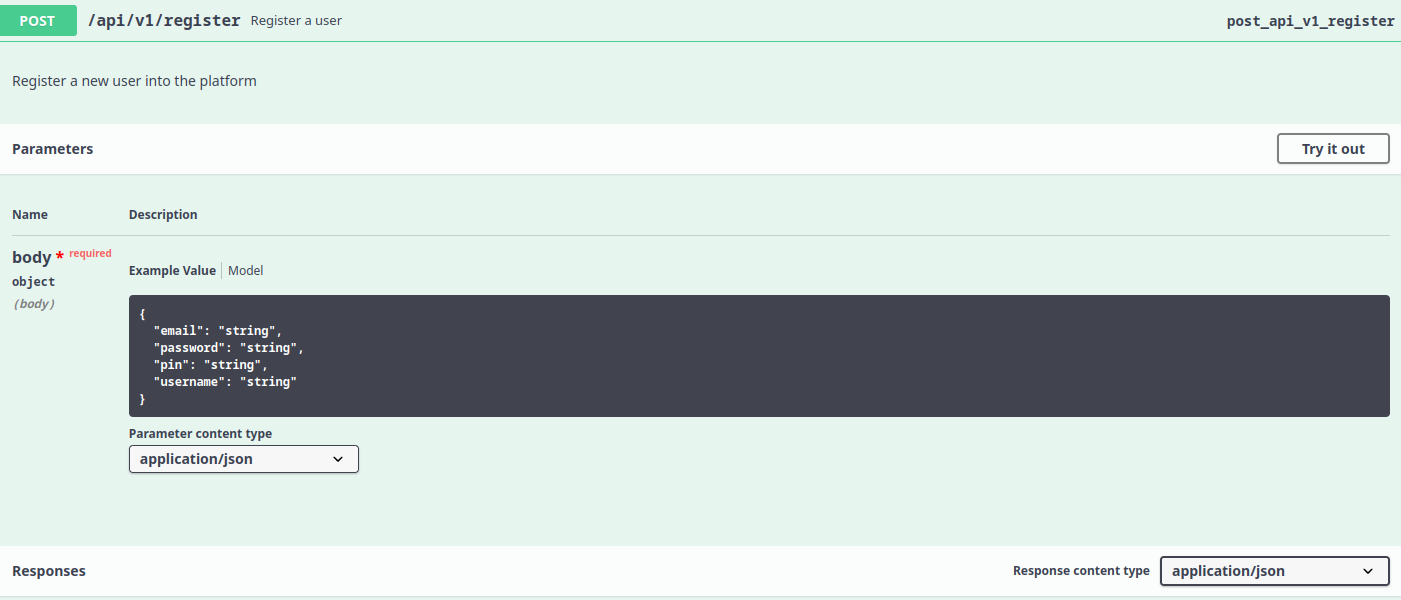 POST /api/v1/register Register a user post_api_v1_register
Register a new user into the platform
Parameters Try it out
Name Description
body * required
object
(body)
Example Value Model
{
  "email": "string",
  "password": "string",
  "pin": "string",
  "username": "string"
}
Parameter content type
application/json
Responses Response content type application/json